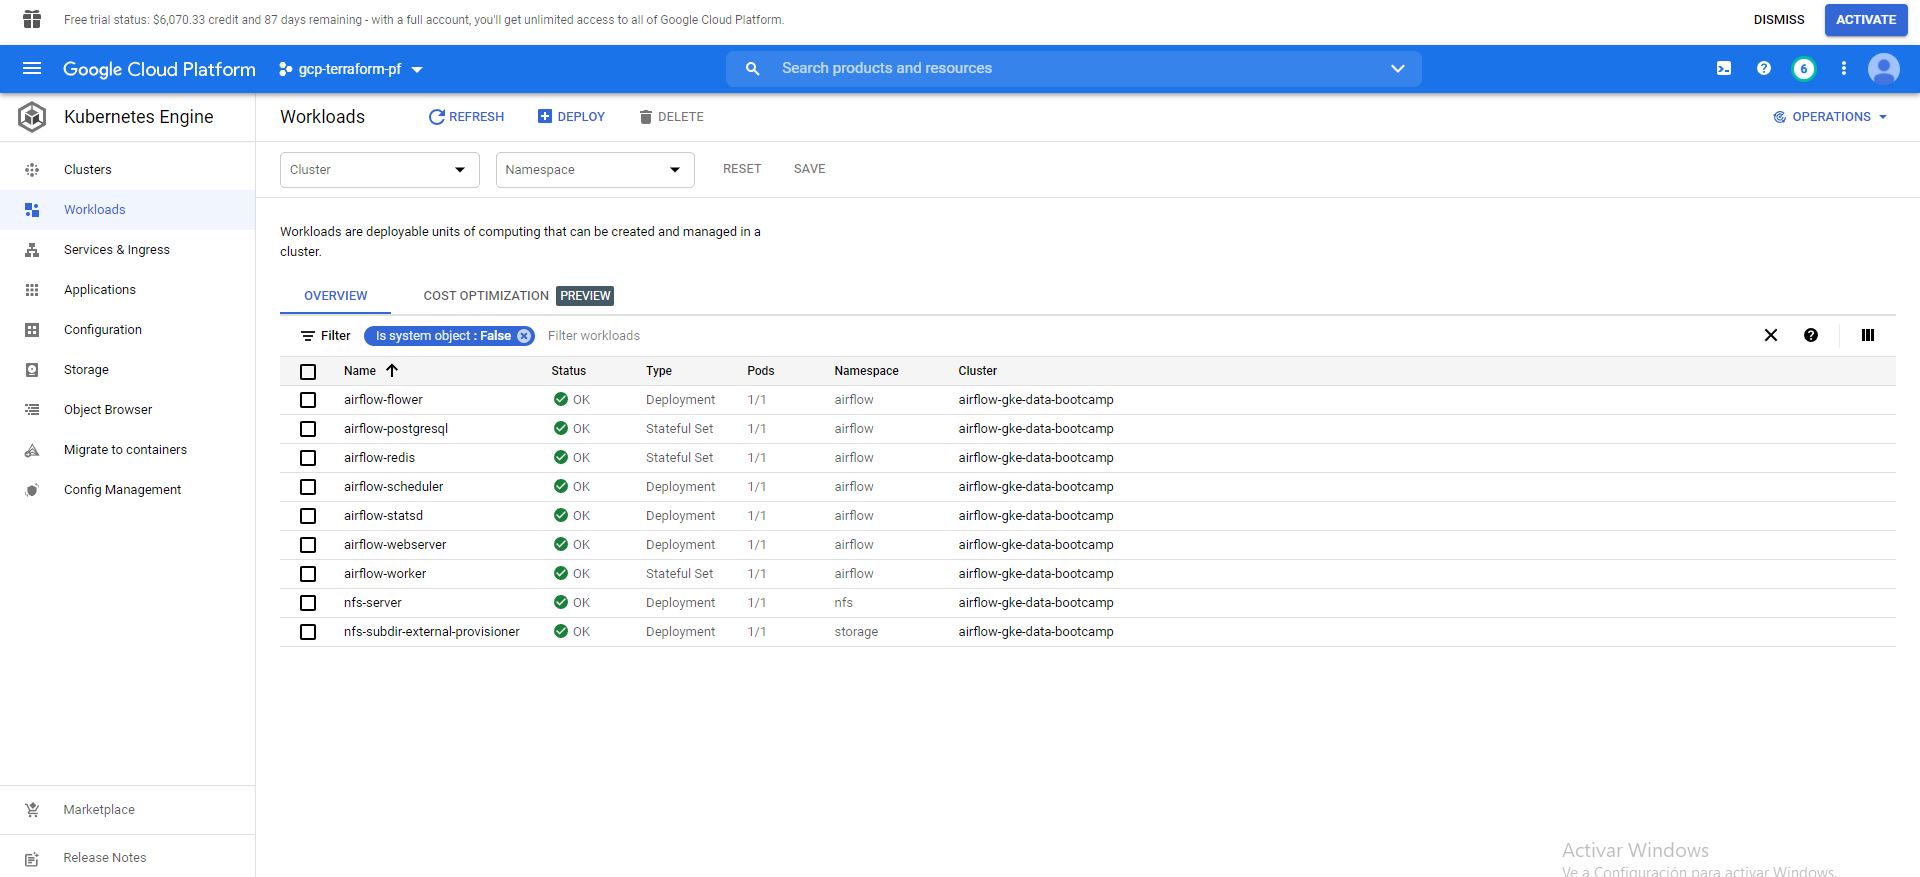 Free trial status: $6,070.33 credit and 87 days remaining - with a full account, you'll get unlimited access to all of Google Cloud Platform.
DISMISS
ACTIVATE
Google Cloud Platform
gcp-terraform-pf
Search products and resources
6
Kubernetes Engine
Workloads
REFRESH
DEPLOY
DELETE
OPERATIONS
Clusters
Workloads
Services & Ingress
Applications
Configuration
Storage
Object Browser
Migrate to containers
Config Management
Marketplace
Release Notes
Cluster
Namespace
RESET
SAVE
Workloads are deployable units of computing that can be created and managed in a
cluster.
OVERVIEW
COST OPTIMIZATION PREVIEW
Filter
Is system object : False
Filter workloads
Name Status Type Pods Namespace Cluster
airflow-flower OK Deployment 1/1 airflow airflow-gke-data-bootcamp
airflow-postgresql OK Stateful Set 1/1 airflow airflow-gke-data-bootcamp
airflow-redis OK Stateful Set 1/1 airflow airflow-gke-data-bootcamp
airflow-scheduler OK Deployment 1/1 airflow airflow-gke-data-bootcamp
airflow-statsd OK Deployment 1/1 airflow airflow-gke-data-bootcamp
airflow-webserver OK Deployment 1/1 airflow airflow-gke-data-bootcamp
airflow-worker OK Stateful Set 1/1 airflow airflow-gke-data-bootcamp
nfs-server OK Deployment 1/1 nfs airflow-gke-data-bootcamp
nfs-subdir-external-provisioner OK Deployment 1/1 storage airflow-gke-data-bootcamp
Activar Windows
Ve a Configuración para activar Windows.